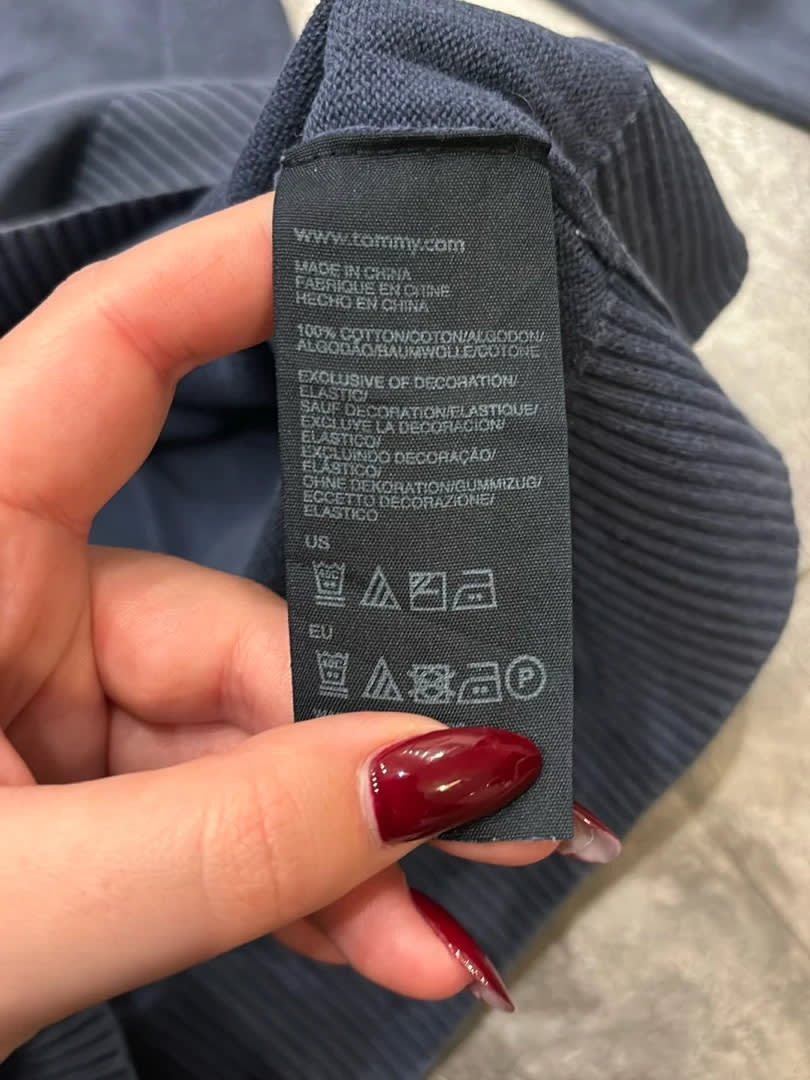 www.tommy.com
MADE IN CHINA
FABRIQUE EN CHINE
HECHO EN CHINA
100% COTTON/COTON/ALGODON/
ALGODÃO/BAUMWOLLE/COTONE
EXCLUSIVE OF DECORATION/
ELASTIC/
SAUF DECORATION/ELASTIQUE/
EXCLUYE LA DECORACION/
ELASTICO/
EXCLUINDO DECORAÇÃO/
ELÁSTICO/
OHNE DEKORATION/GUMMIZUG/
ECCETTO DECORAZIONE/
ELASTICO
US
EU
P